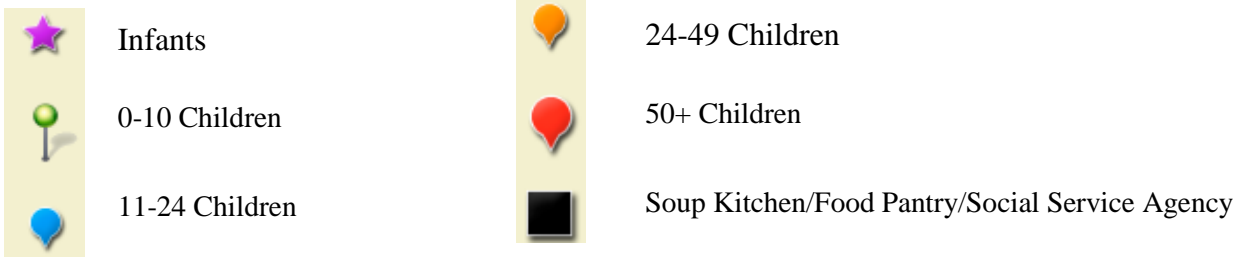 Infants
0-10 Children
11-24 Children
24-49 Children
50+ Children
Soup Kitchen/Food Pantry/Social Service Agency